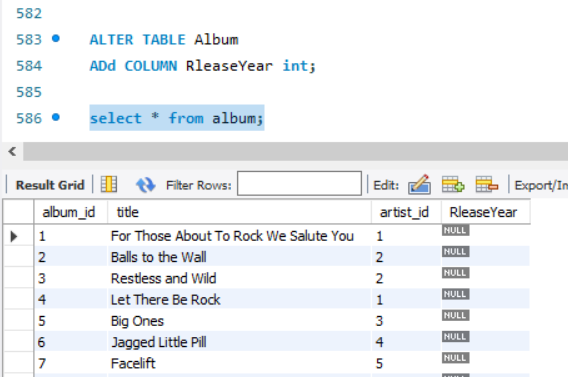 582
583 ALTER TABLE Album
584 ADd COLUMN RleaseYear int;
585
586 select * from album;
Result Grid Filter Rows: Edit: Export/Im
album_id title artist_id RleaseYear
1 For Those About To Rock We Salute You 1 NULL
2 Balls to the Wall 2 NULL
3 Restless and Wild 2 NULL
4 Let There Be Rock 1 NULL
5 Big Ones 3 NULL
6 Jagged Little Pill 4 NULL
7 Facelift 5 NULL